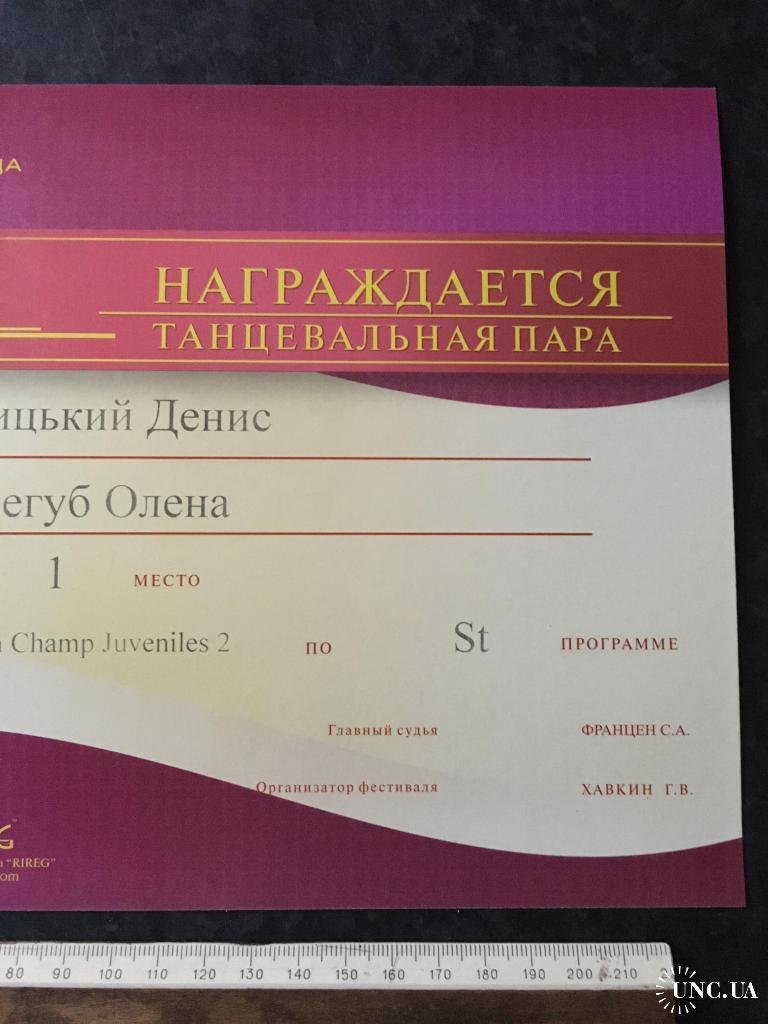 НАГРАЖДАЕТСЯ
ТАНЦЕВАЛЬНАЯ ПАРА
ицький Денис
егуб Олена
1 МЕСТО
Champ Juveniles 2 ПО St ПРОГРАММЕ
Главный судья ФРАНЦЕН С.А.
Организатор фестиваля ХАВКИН Г.В.
"RIREG"
om
80 90 100 110 120 130 140 150 160 170 180 190 200 210
UNC.UA